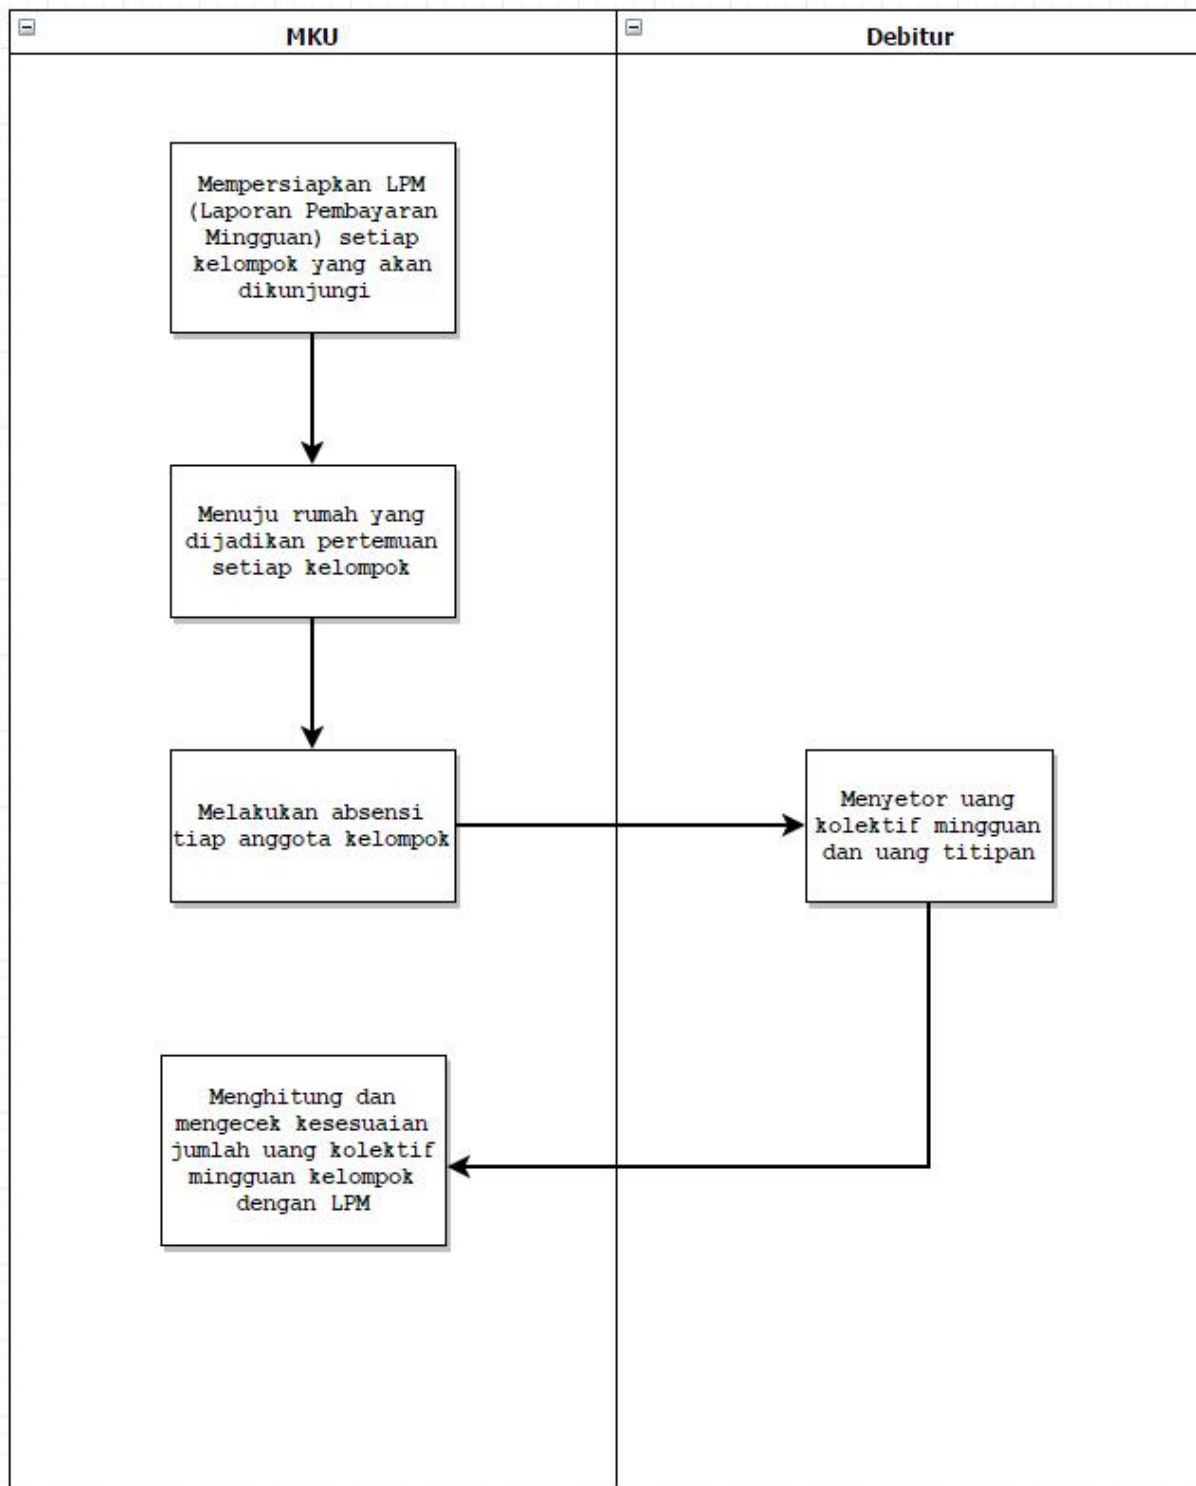 MKU
Debitur
Mempersiapkan LPM
(Laporan Pembayaran
Mingguan) setiap
kelompok yang akan
dikunjungi
Menuju rumah yang
dijadikan pertemuan
setiap kelompok
Melakukan absensi
tiap anggota kelompok
Menyetor uang
kolektif mingguan
dan uang titipan
Menghitung dan
mengecek kesesuaian
jumlah uang kolektif
mingguan kelompok
dengan LPM